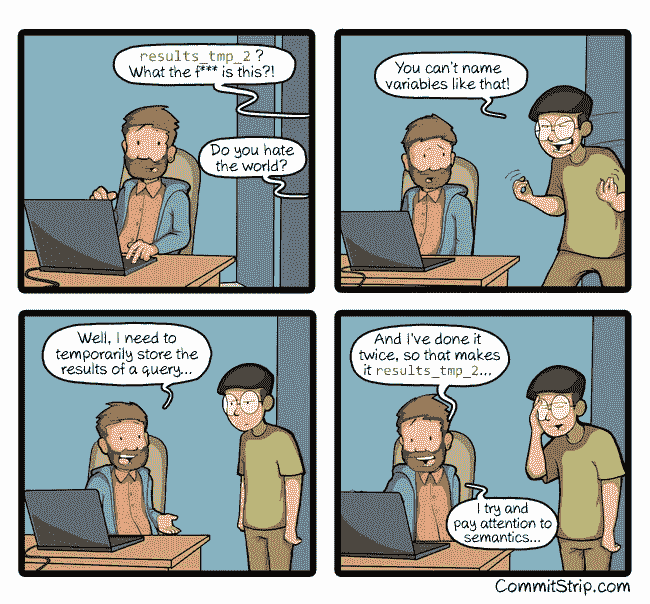 results_tmp_2 ?
What the f*** is this?!
Do you hate
the world?
You can't name
variables like that!
Well, I need to
temporarily store the
results of a query...
And I've done it
twice, so that makes
it results_tmp_2...
I try and
pay attention to
semantics...
CommitStrip.com